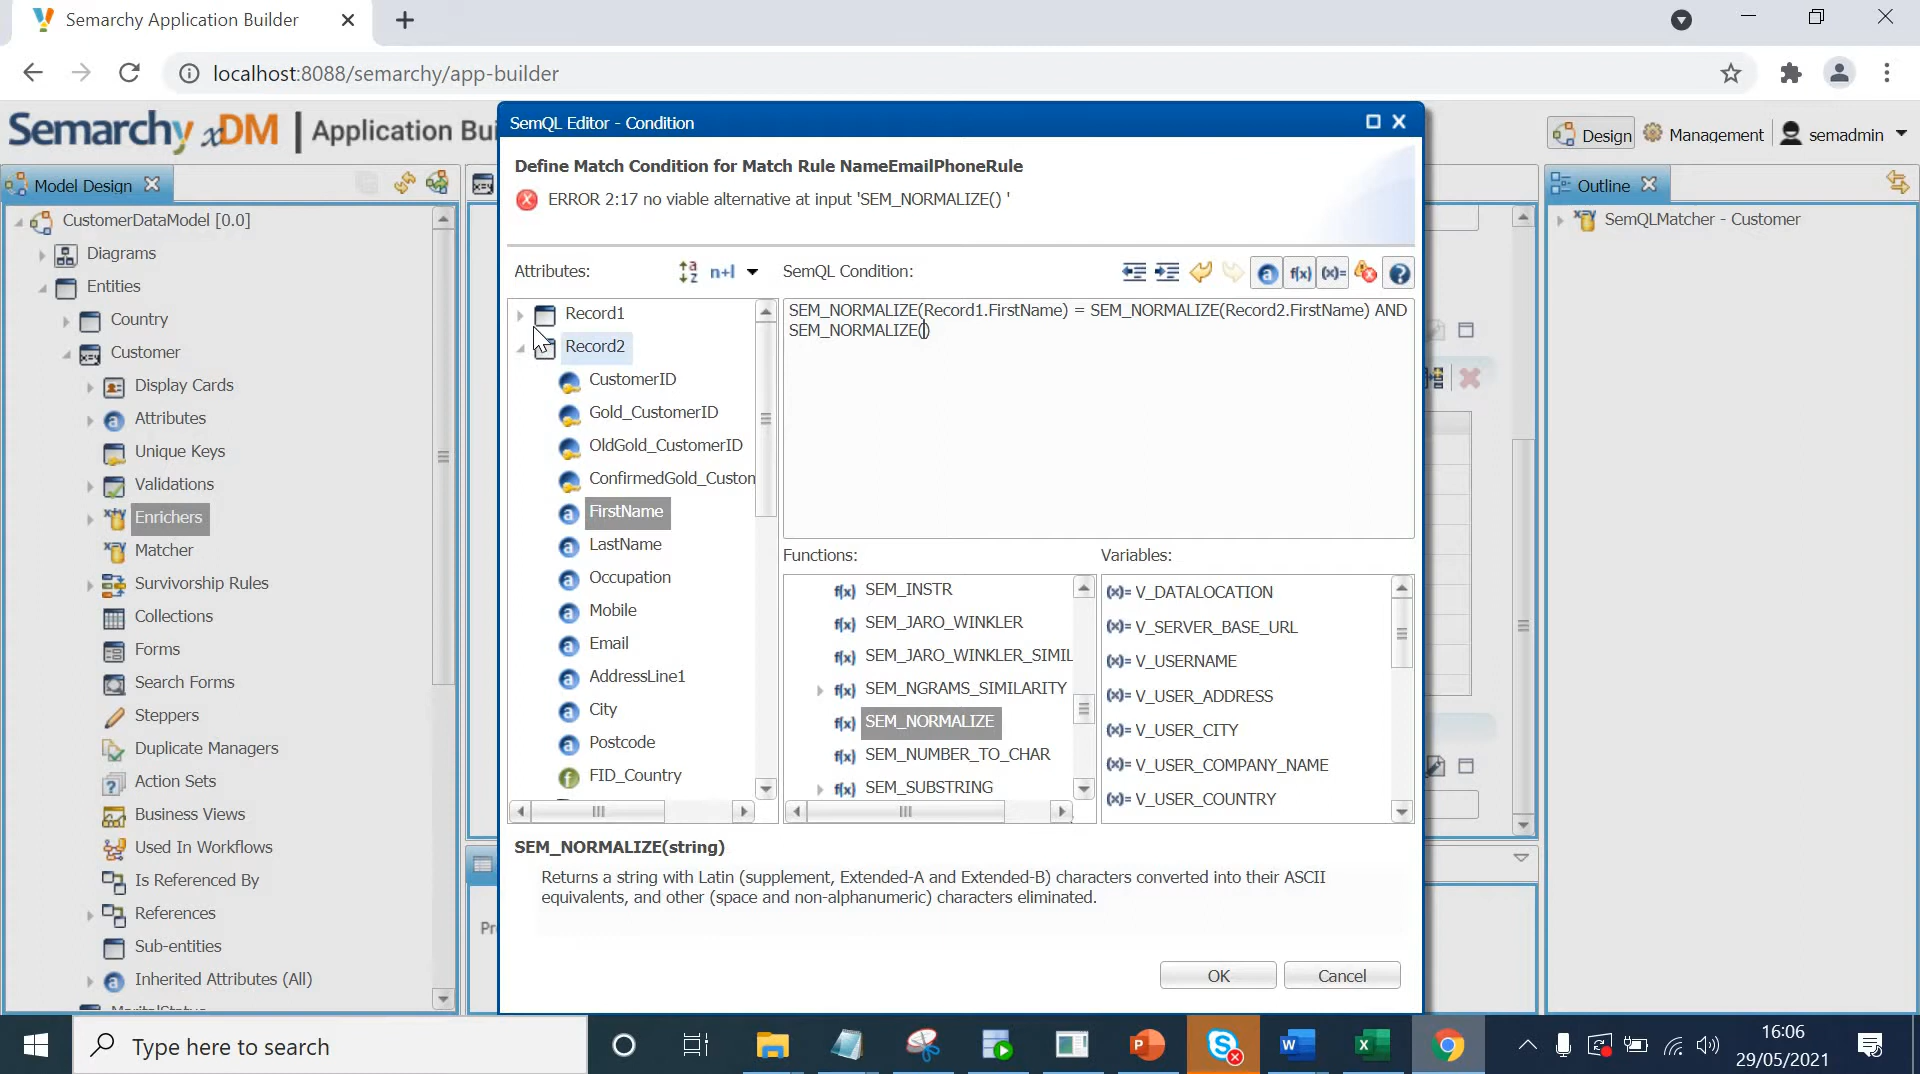 Semarchy Application Builder
localhost:8088/semarchy/app-builder
Semarchy xDM | Application Bui
Design
Management
semadmin
Model Design
CustomerDataModel [0.0]
Diagrams
Entities
Country
Customer
Display Cards
Attributes
Unique Keys
Validations
Enrichers
Matcher
Survivorship Rules
Collections
Forms
Search Forms
Steppers
Duplicate Managers
Action Sets
Business Views
Used In Workflows
Is Referenced By
References
Sub-entities
Inherited Attributes (All)
MaritalStatus
Pr
SemQL Editor - Condition
Define Match Condition for Match Rule NameEmailPhoneRule
ERROR 2:17 no viable alternative at input 'SEM_NORMALIZE() '
Attributes:
n+l
Record1
Record2
CustomerID
Gold_CustomerID
OldGold_CustomerID
ConfirmedGold_Custon
FirstName
LastName
Occupation
Mobile
Email
AddressLine1
City
Postcode
FID_Country
SemQL Condition:
SEM_NORMALIZE(Record1.FirstName) = SEM_NORMALIZE(Record2.FirstName) AND
SEM_NORMALIZE()
Functions:
SEM_INSTR
SEM_JARO_WINKLER
SEM_JARO_WINKLER_SIMIL
SEM_NGRAMS_SIMILARITY
SEM_NORMALIZE
SEM_NUMBER_TO_CHAR
SEM_SUBSTRING
Variables:
V_DATALOCATION
V_SERVER_BASE_URL
V_USERNAME
V_USER_ADDRESS
V_USER_CITY
V_USER_COMPANY_NAME
V_USER_COUNTRY
SEM_NORMALIZE(string)
Returns a string with Latin (supplement, Extended-A and Extended-B) characters converted into their ASCII
equivalents, and other (space and non-alphanumeric) characters eliminated.
OK
Cancel
Outline
SemQLMatcher - Customer
Type here to search
16:06
29/05/2021